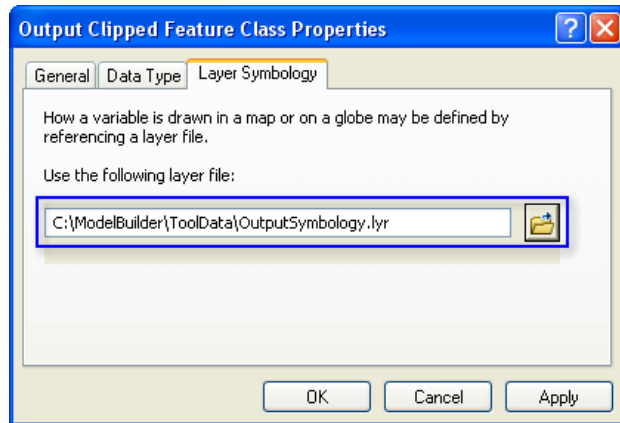 Output Clipped Feature Class Properties
General Data Type Layer Symbology
How a variable is drawn in a map or on a globe may be defined by
referencing a layer file.
Use the following layer file:
C:\ModelBuilder\ToolData\OutputSymbology.lyr
OK Cancel Apply